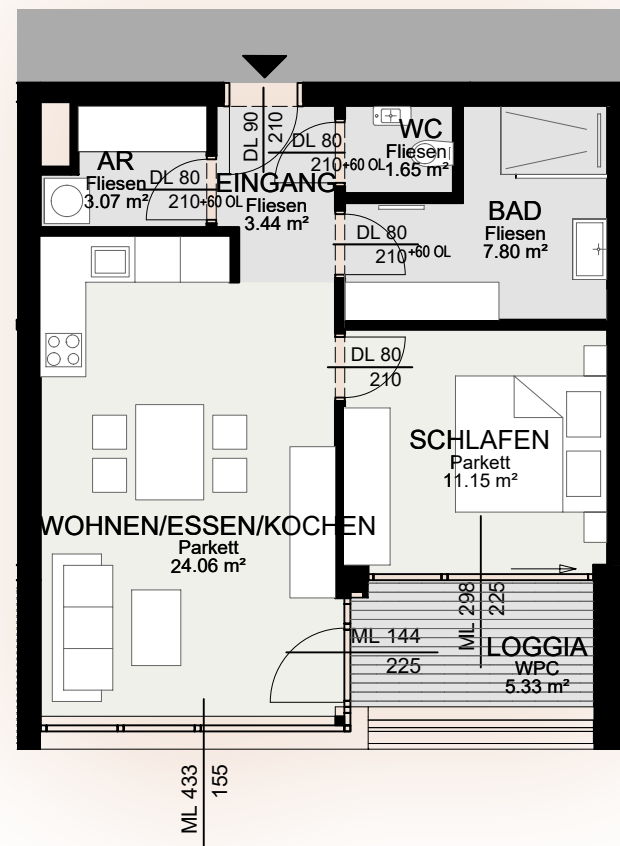 DL 90
210
AR
Fliesen
3.07 m²
DL 80
210+60 OL
EINGANG
Fliesen
3.44 m²
DL 80
210+60 OL
WC
Fliesen
1.65 m²
BAD
Fliesen
7.80 m²
DL 80
210+60 OL
DL 80
210
SCHLAFEN
Parkett
11.15 m²
WOHNEN/ESSEN/KOCHEN
Parkett
24.06 m²
ML 298
225
ML 144
225
LOGGIA
WPC
5.33 m²
ML 433
155